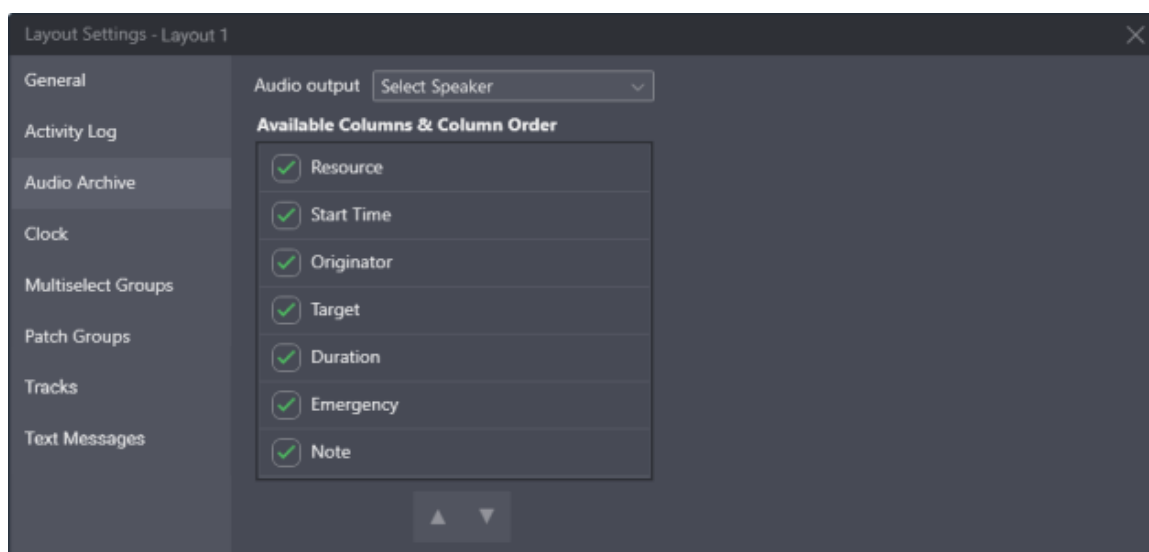 Layout Settings - Layout 1
General
Activity Log
Audio Archive
Clock
Multiselect Groups
Patch Groups
Tracks
Text Messages
Audio output Select Speaker
Available Columns & Column Order
Resource
Start Time
Originator
Target
Duration
Emergency
Note